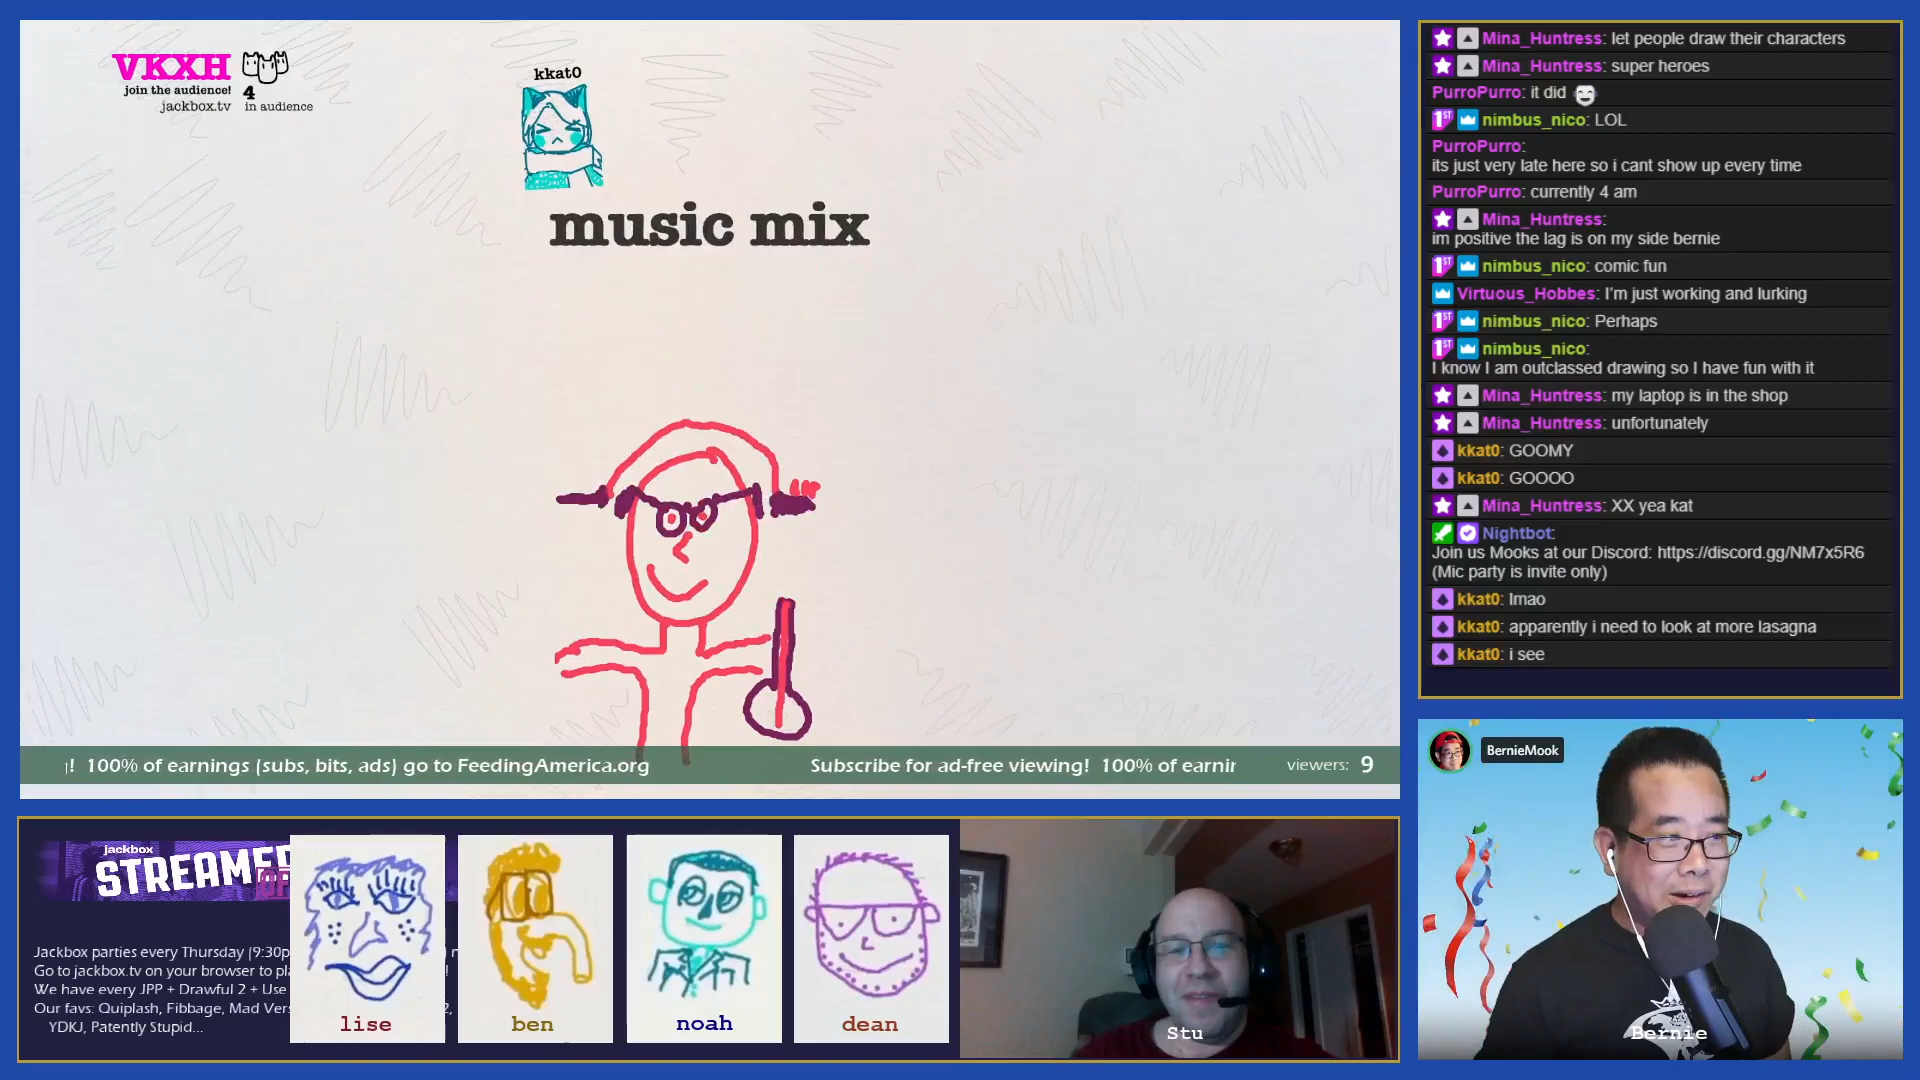 VKXH
join the audience!
jackbox.tv
4
in audience
kkat0
music mix
! 100% of earnings (subs, bits, ads) go to FeedingAmerica.org
Subscribe for ad-free viewing! 100% of
viewers: 9
Mina_Huntress: let people draw their characters
Mina_Huntress: super heroes
PurroPurro: it did
1ST nimbus_nico: LOL
PurroPurro:
its just very late here so i cant show up every time
PurroPurro: currently 4 am
Mina_Huntress:
im positive the lag is on my side bernie
1ST nimbus_nico: comic fun
Virtuous_Hobbes: I'm just working and lurking
1ST nimbus_nico: Perhaps
1ST nimbus_nico:
I know I am outclassed drawing so I have fun with it
Mina_Huntress: my laptop is in the shop
Mina_Huntress: unfortunately
kkat0: GOOMY
kkat0: GOOOO
Mina_Huntress: XX yea kat
Nightbot:
Join us Mooks at our Discord: https://discord.gg/NM7x5R6
(Mic party is invite only)
kkat0: lmao
kkat0: apparently i need to look at more lasagna
kkat0: i see
BernieMook
Bernie
jackbox
STREAME
Jackbox parties every Thursday (9:30p
Go to jackbox.tv on your browser to pl
We have every JPP + Drawful 2 + Use
Our favs: Quiplash, Fibbage, Mad Ver
YDKJ, Patently Stupid...
lise
ben
noah
dean
Stu